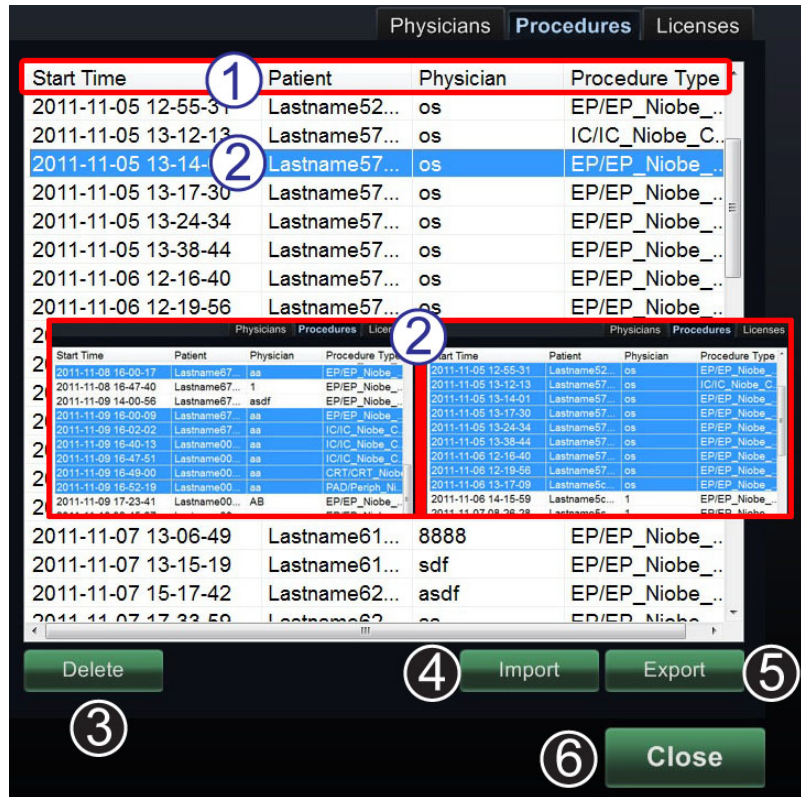 Physicians Procedures Licenses
Start Time Patient Physician Procedure Type
1
2011-11-05 12-55-31 Lastname52... os EP/EP_Niobe_..
2011-11-05 13-12-13 Lastname57... os IC/IC_Niobe_C..
2011-11-05 13-14- Lastname57... os EP/EP_Niobe_..
2
2011-11-05 13-17-30 Lastname57... os EP/EP_Niobe_..
2011-11-05 13-24-34 Lastname57... os EP/EP_Niobe_..
2011-11-05 13-38-44 Lastname57... os EP/EP_Niobe_..
2011-11-06 12-16-40 Lastname57... os EP/EP_Niobe_..
2011-11-06 12-19-56 Lastname57... os EP/EP_Niobe_..
2
Physicians Procedures
Start Time Patient Physician Procedure Type
2011-11-08 16-00-17 Lastname67... aa EP/EP_Niobe_
2011-11-08 16-47-40 Lastname67... 1 EP/EP_Niobe_..
2011-11-09 14-00-56 Lastname67... asdf EP/EP_Niobe_..
2011-11-09 16-00-09 Lastname67... aa EP/EP_Niobe_
2011-11-09 16-02-02 Lastname67... aa IC/IC_Niobe_C
2011-11-09 16-40-13 Lastname00... aa IC/IC_Niobe_C
2011-11-09 16-47-51 Lastname00... aa IC/IC_Niobe_C
2011-11-09 16-49-00 Lastname00... aa CRT/CRT_Niobe
2011-11-09 16-52-19 Lastname00... aa PAD/Periph_Ni..
2011-11-09 17-23-41 Lastname00... AB EP/EP_Niobe_..
Physicians Procedures Licenses
Time Patient Physician Procedure Type
2011-11-05 12-55-31 Lastname52... os EP/EP_Niobe_..
2011-11-05 13-12-13 Lastname57... os IC/IC_Niobe_C..
2011-11-05 13-14-01 Lastname57... os EP/EP_Niobe_..
2011-11-05 13-17-30 Lastname57... os EP/EP_Niobe_..
2011-11-05 13-24-34 Lastname57... os EP/EP_Niobe_..
2011-11-05 13-38-44 Lastname57... os EP/EP_Niobe_..
2011-11-06 12-16-40 Lastname57... os EP/EP_Niobe_..
2011-11-06 12-19-56 Lastname57... os EP/EP_Niobe_..
2011-11-06 13-17-09 Lastname5c... os EP/EP_Niobe_..
2011-11-06 14-15-59 Lastname5c... 1 EP/EP_Niobe_..
2011-11-07 13-06-49 Lastname61... 8888 EP/EP_Niobe_..
2011-11-07 13-15-19 Lastname61... sdf EP/EP_Niobe_..
2011-11-07 15-17-42 Lastname62... asdf EP/EP_Niobe_..
Delete 4 Import Export 5
3
6 Close